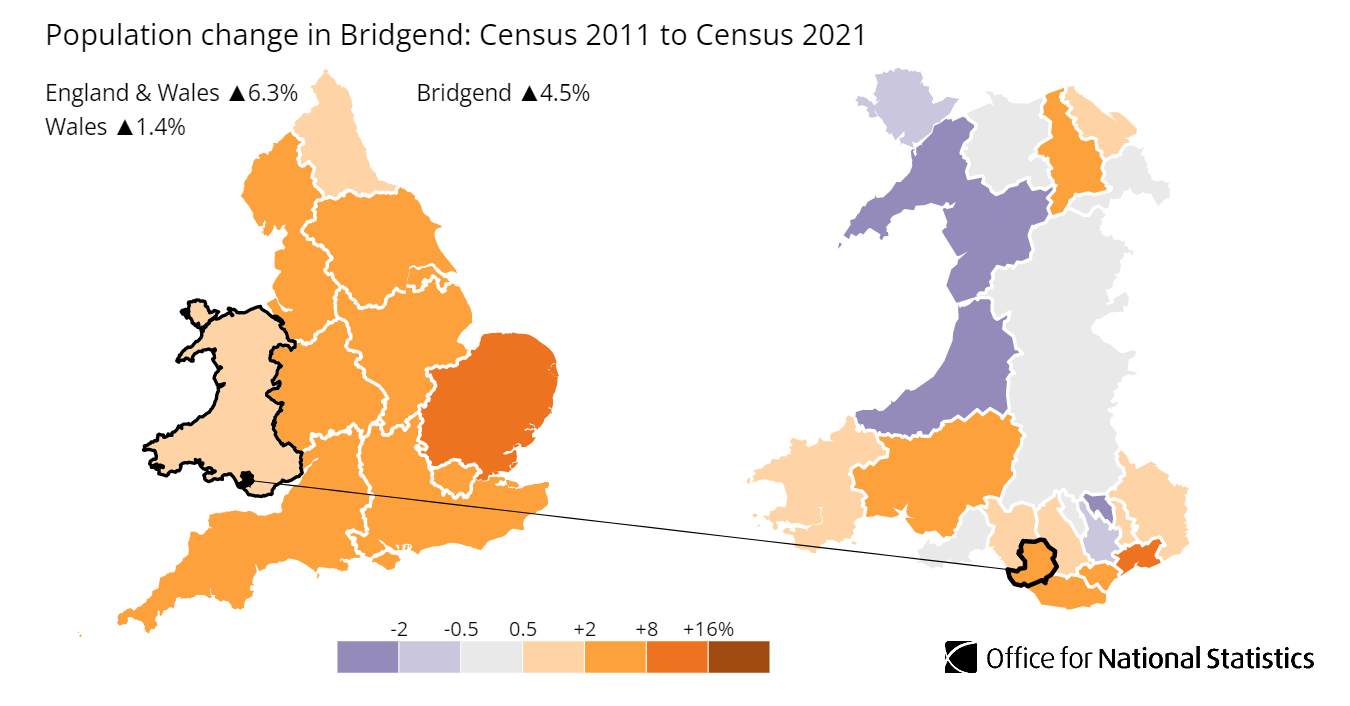 Population change in Bridgend: Census 2011 to Census 2021
England & Wales ▲6.3% Bridgend ▲4.5%
Wales ▲1.4%
-2 -0.5 0.5 +2 +8 +16%
Office for National Statistics